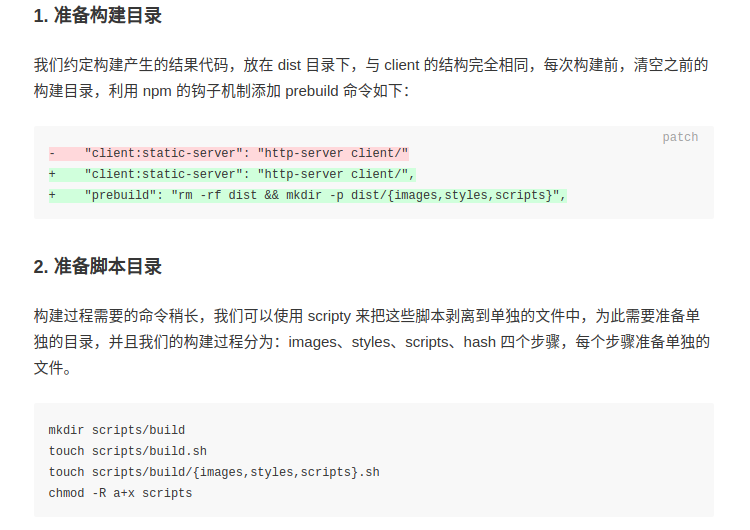 1. 准备构建目录
我们约定构建产生的结果代码，放在 dist 目录下，与 client 的结构完全相同，每次构建前，清空之前的
构建目录，利用 npm 的钩子机制添加 prebuild 命令如下：
patch
-    "client:static-server": "http-server client/"
+    "client:static-server": "http-server client/",
+    "prebuild": "rm -rf dist && mkdir -p dist/{images,styles,scripts}",
2. 准备脚本目录
构建过程需要的命令稍长，我们可以使用 scripty 来把这些脚本剥离到单独的文件中，为此需要准备单
独的目录，并且我们的构建过程分为：images、styles、scripts、hash 四个步骤，每个步骤准备单独的
文件。
mkdir scripts/build
touch scripts/build.sh
touch scripts/build/{images,styles,scripts}.sh
chmod -R a+x scripts